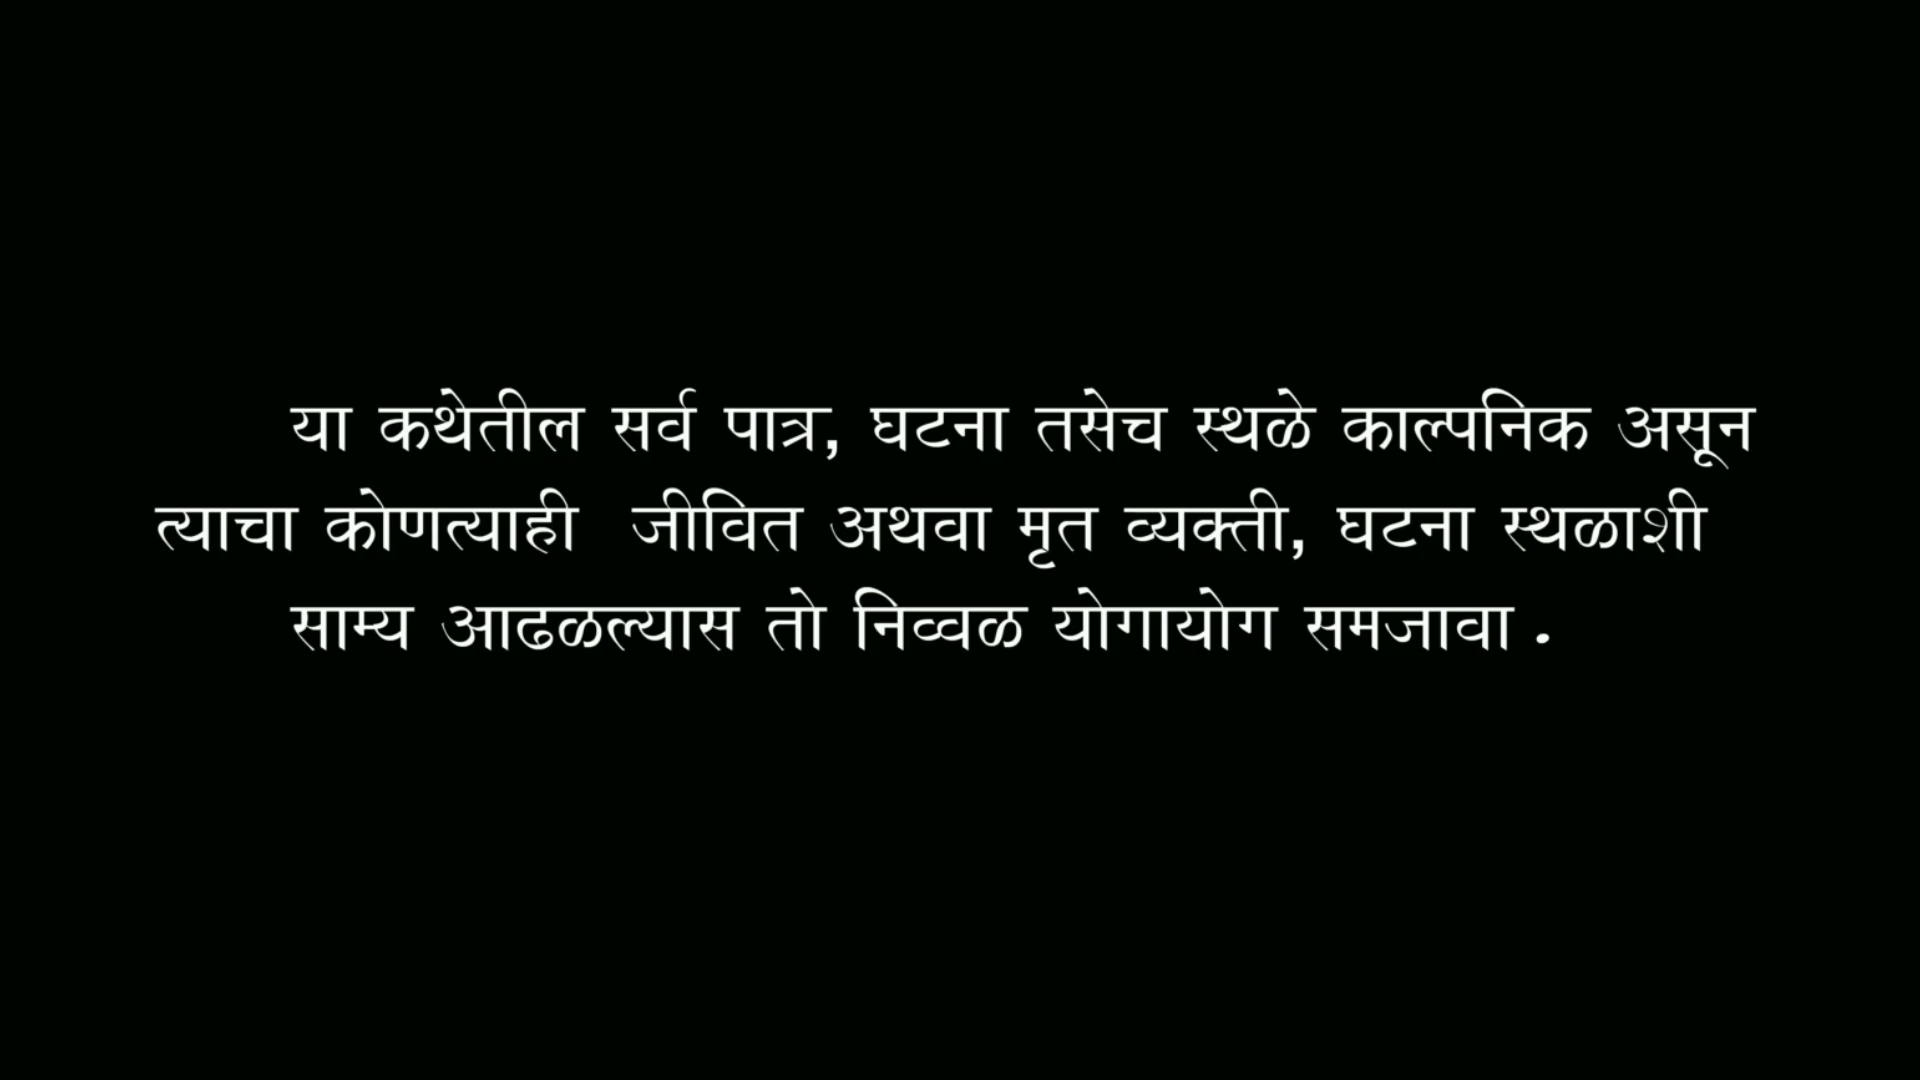 या कथेतील सर्व पात्र, घटना तसेच स्थळे काल्पनिक असून
त्याचा कोणत्याही जीवित अथवा मृत व्यक्ती, घटना स्थळाशी
साम्य आढळल्यास तो निव्वळ योगायोग समजावा .